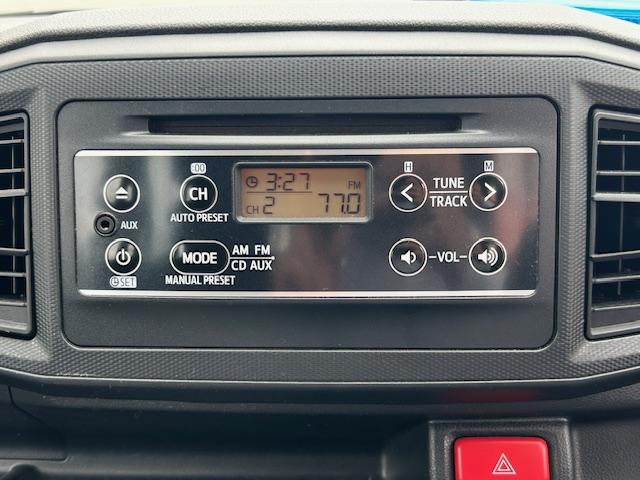 :00
H
M
3:27
FM
CH 2
77.0
CH
AUTO PRESET
TUNE
TRACK
AUX
MODE
AM FM
CD AUX
-VOL-
SET
MANUAL PRESET